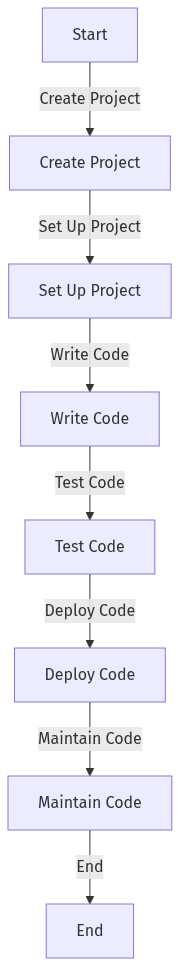 Start
Create Project
Create Project
Set Up Project
Set Up Project
Write Code
Write Code
Test Code
Test Code
Deploy Code
Deploy Code
Maintain Code
Maintain Code
End
End